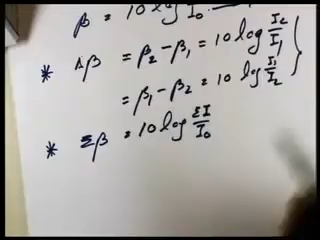 β = 10 log I₀
* Δβ = β₂ - β₁ = 10 log I₂/I₁
= β₁ - β₂ = 10 log I₁/I₂ }
* Σβ = 10 log ΣI/I₀